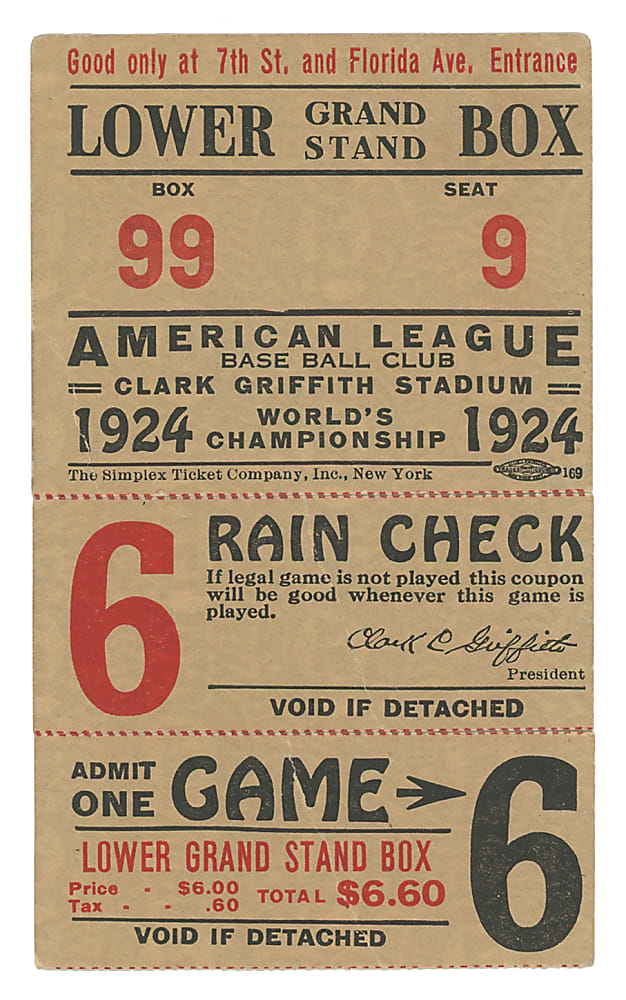 Good only at 7th St. and Florida Ave. Entrance
LOWER GRAND STAND BOX
BOX SEAT
99 9
AMERICAN LEAGUE
BASE BALL CLUB
CLARK GRIFFITH STADIUM
1924 WORLD'S CHAMPIONSHIP 1924
The Simplex Ticket Company, Inc., New York 169
6
RAIN CHECK
If legal game is not played this coupon
will be good whenever this game is
played.
Clark C Griffith
President
VOID IF DETACHED
ADMIT ONE GAME 6
LOWER GRAND STAND BOX
Price - $6.00
Tax - - .60
TOTAL $6.60
VOID IF DETACHED